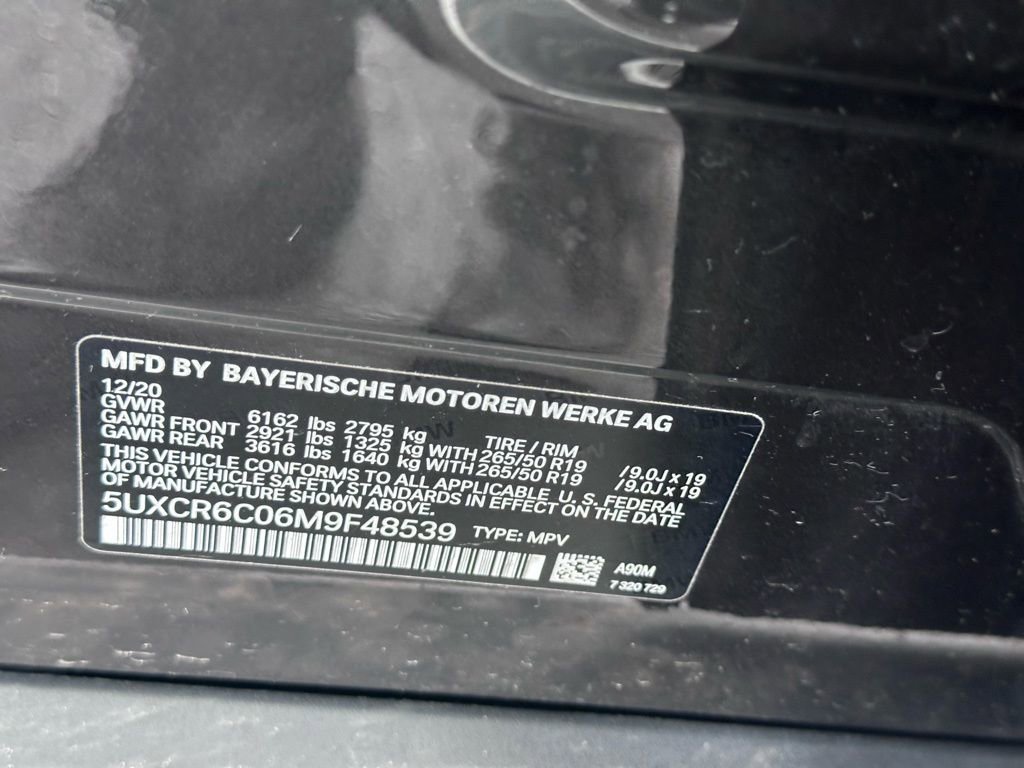 MFD BY BAYERISCHE MOTOREN WERKE AG
12/20
GVWR 6162 lbs 2795 kg TIRE / RIM
GAWR FRONT 2921 lbs 1325 kg WITH 265/50 R19 /9.0J x 19
GAWR REAR 3616 lbs 1640 kg WITH 265/50 R19 /9.0J x 19
THIS VEHICLE CONFORMS TO ALL APPLICABLE U. S. FEDERAL
MOTOR VEHICLE SAFETY STANDARDS IN EFFECT ON THE DATE
OF MANUFACTURE SHOWN ABOVE.
5UXCR6C06M9F48539 TYPE: MPV
A90M
7 320 729